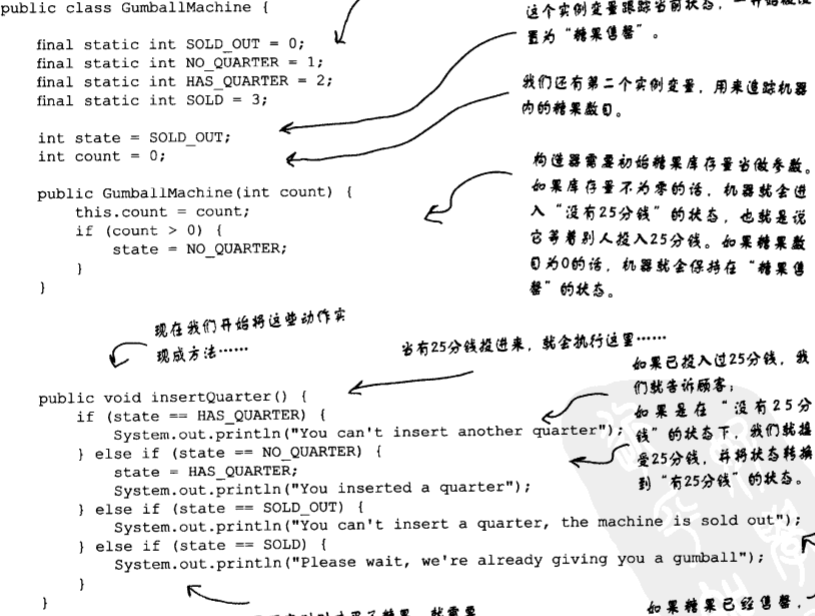 public class GumballMachine {
这个实例变量跟踪当前状态，一开始被设
置为“糖果售罄”。
final static int SOLD_OUT = 0;
final static int NO_QUARTER = 1;
final static int HAS_QUARTER = 2;
final static int SOLD = 3;
我们还有第二个实例变量，用来追踪机器
内的糖果数目。
int state = SOLD_OUT;
int count = 0;
构造器需要初始糖果库存量当做参数。
如果库存量不为零的话，机器就会进
入“没有25分钱”的状态，也就是说
它等着别人投入25分钱。如果糖果数
目为0的话，机器就会保持在“糖果售
罄”的状态。
public GumballMachine(int count) {
this.count = count;
if (count > 0) {
state = NO_QUARTER;
}
}
现在我们开始将这些动作实
现成方法……
当有25分钱投进来，就会执行这里……
如果已投入过25分钱，我
们就告诉顾客；
如果是在“没有25分
钱”的状态下，我们就接
受25分钱，并将状态转换
到“有25分钱”的状态。
public void insertQuarter() {
if (state == HAS_QUARTER) {
System.out.println("You can't insert another quarter");
} else if (state == NO_QUARTER) {
state = HAS_QUARTER;
System.out.println("You inserted a quarter");
} else if (state == SOLD_OUT) {
System.out.println("You can't insert a quarter, the machine is sold out");
} else if (state == SOLD) {
System.out.println("Please wait, we're already giving you a gumball");
}
}
糖果，就需要
如果糖果已经售罄，